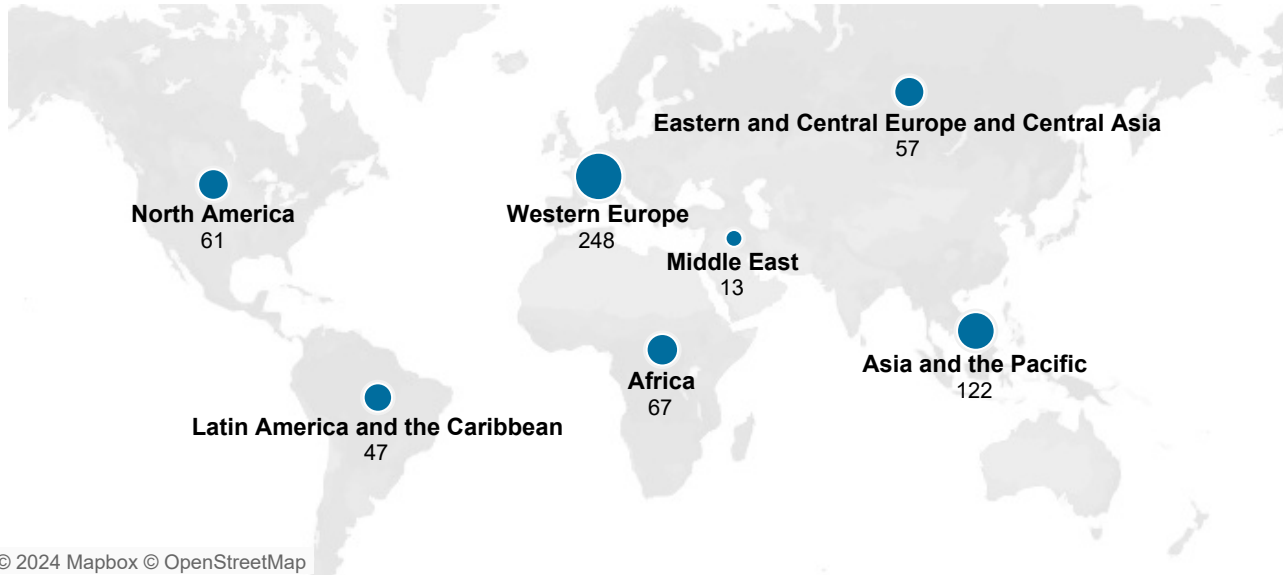 Eastern and Central Europe and Central Asia
57
North America
61
Western Europe
248
Middle East
13
Asia and the Pacific
122
Africa
67
Latin America and the Caribbean
47
© 2024 Mapbox © OpenStreetMap